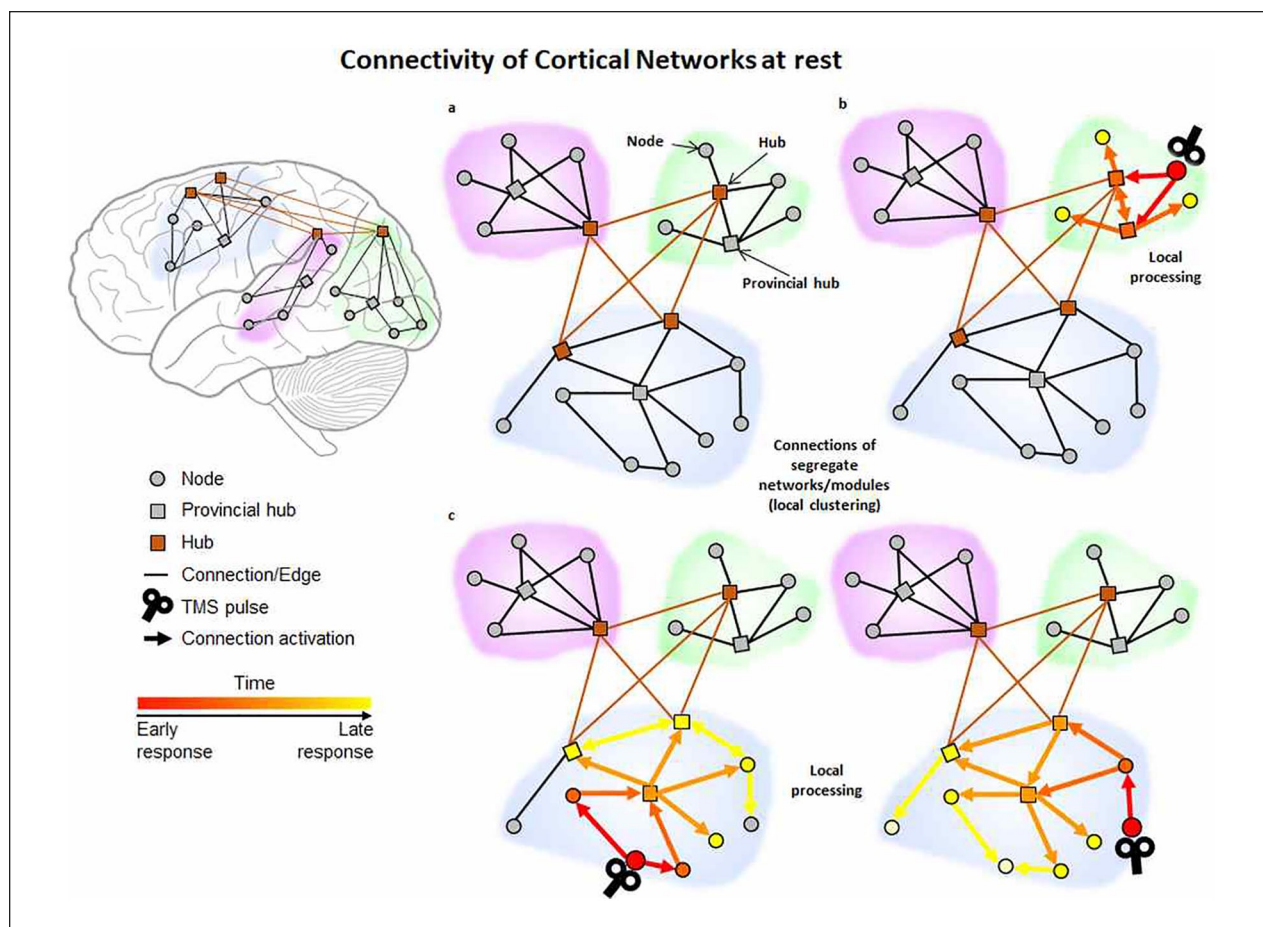 Connectivity of Cortical Networks at rest
a
b
Node
Hub
Provincial hub
Local
processing
Connections of
segregate
networks/modules
(local clustering)
Node
Provincial hub
Hub
Connection/Edge
TMS pulse
Connection activation
Time
Early
response
Late
response
c
Local
processing